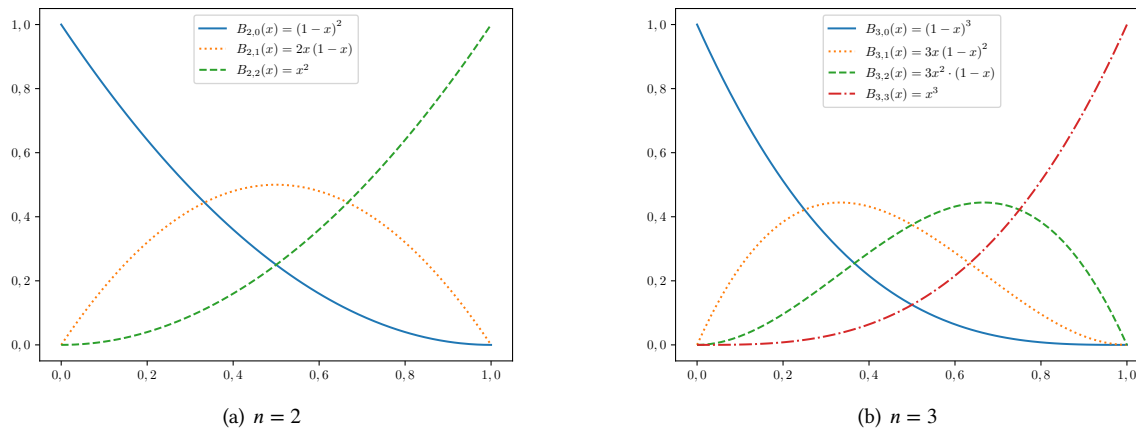 B_{2,0}(x) = (1 − x)^2
B_{2,1}(x) = 2x (1 − x)
B_{2,2}(x) = x^2
1, 0
0, 8
0, 6
0, 4
0, 2
0, 0
0, 0 0, 2 0, 4 0, 6 0, 8 1, 0
(a) n = 2
B_{3,0}(x) = (1 − x)^3
B_{3,1}(x) = 3x (1 − x)^2
B_{3,2}(x) = 3x^2 · (1 − x)
B_{3,3}(x) = x^3
1, 0
0, 8
0, 6
0, 4
0, 2
0, 0
0, 0 0, 2 0, 4 0, 6 0, 8 1, 0
(b) n = 3